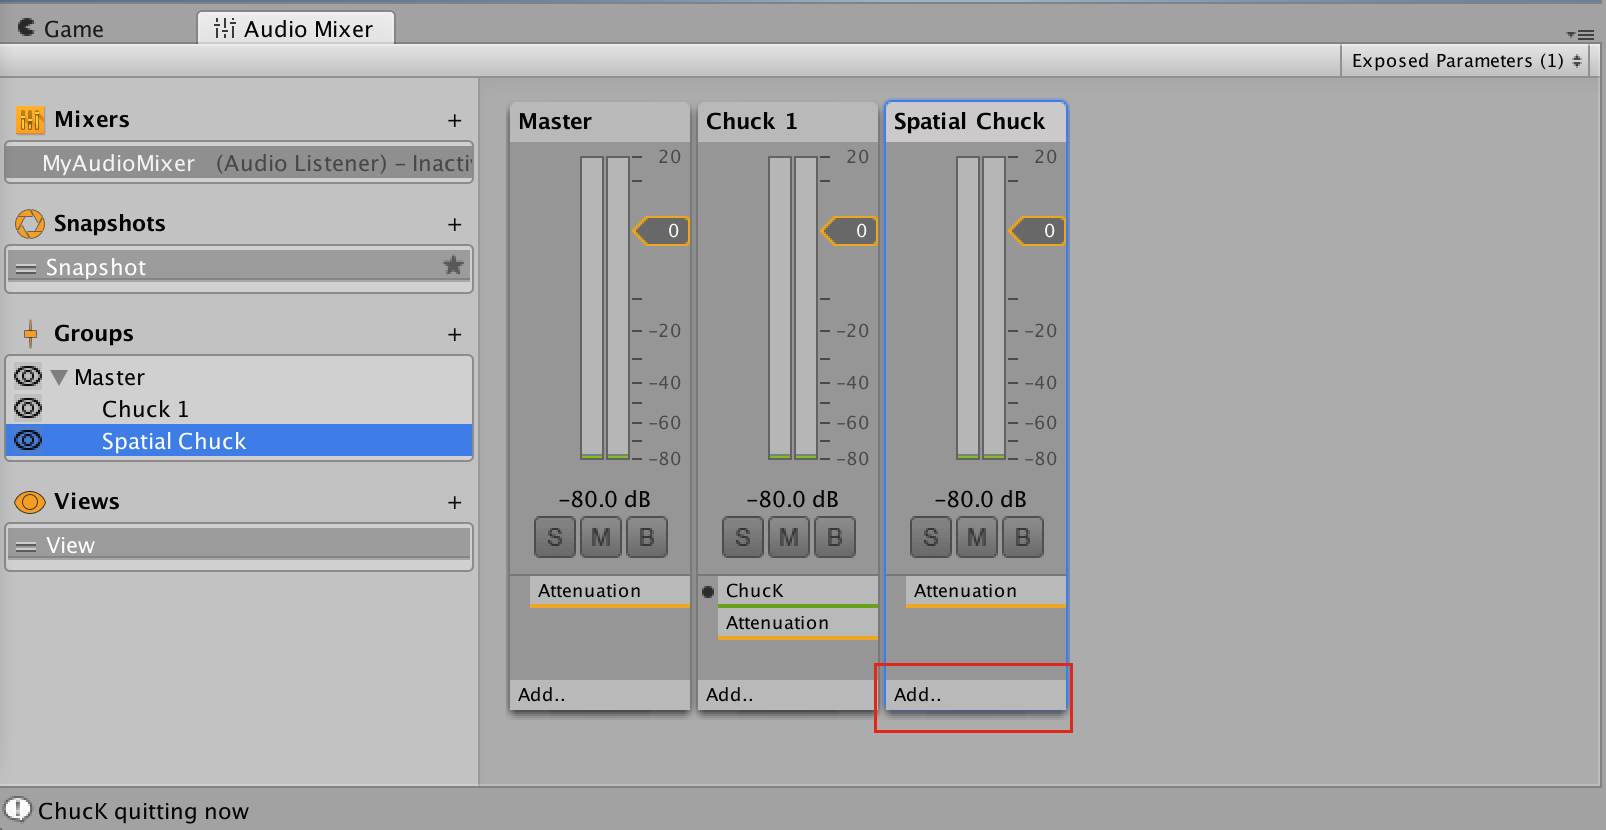 Game
Audio Mixer
Exposed Parameters (1)
Mixers +
MyAudioMixer (Audio Listener) – Inacti
Snapshots +
Snapshot
Groups +
Master
Chuck 1
Spatial Chuck
Views +
View
Master
20
0
-20
-40
-60
-80
-80.0 dB
S M B
Attenuation
Add..
Chuck 1
20
0
-20
-40
-60
-80
-80.0 dB
S M B
ChucK
Attenuation
Add..
Spatial Chuck
20
0
-20
-40
-60
-80
-80.0 dB
S M B
Attenuation
Add..
ChucK quitting now